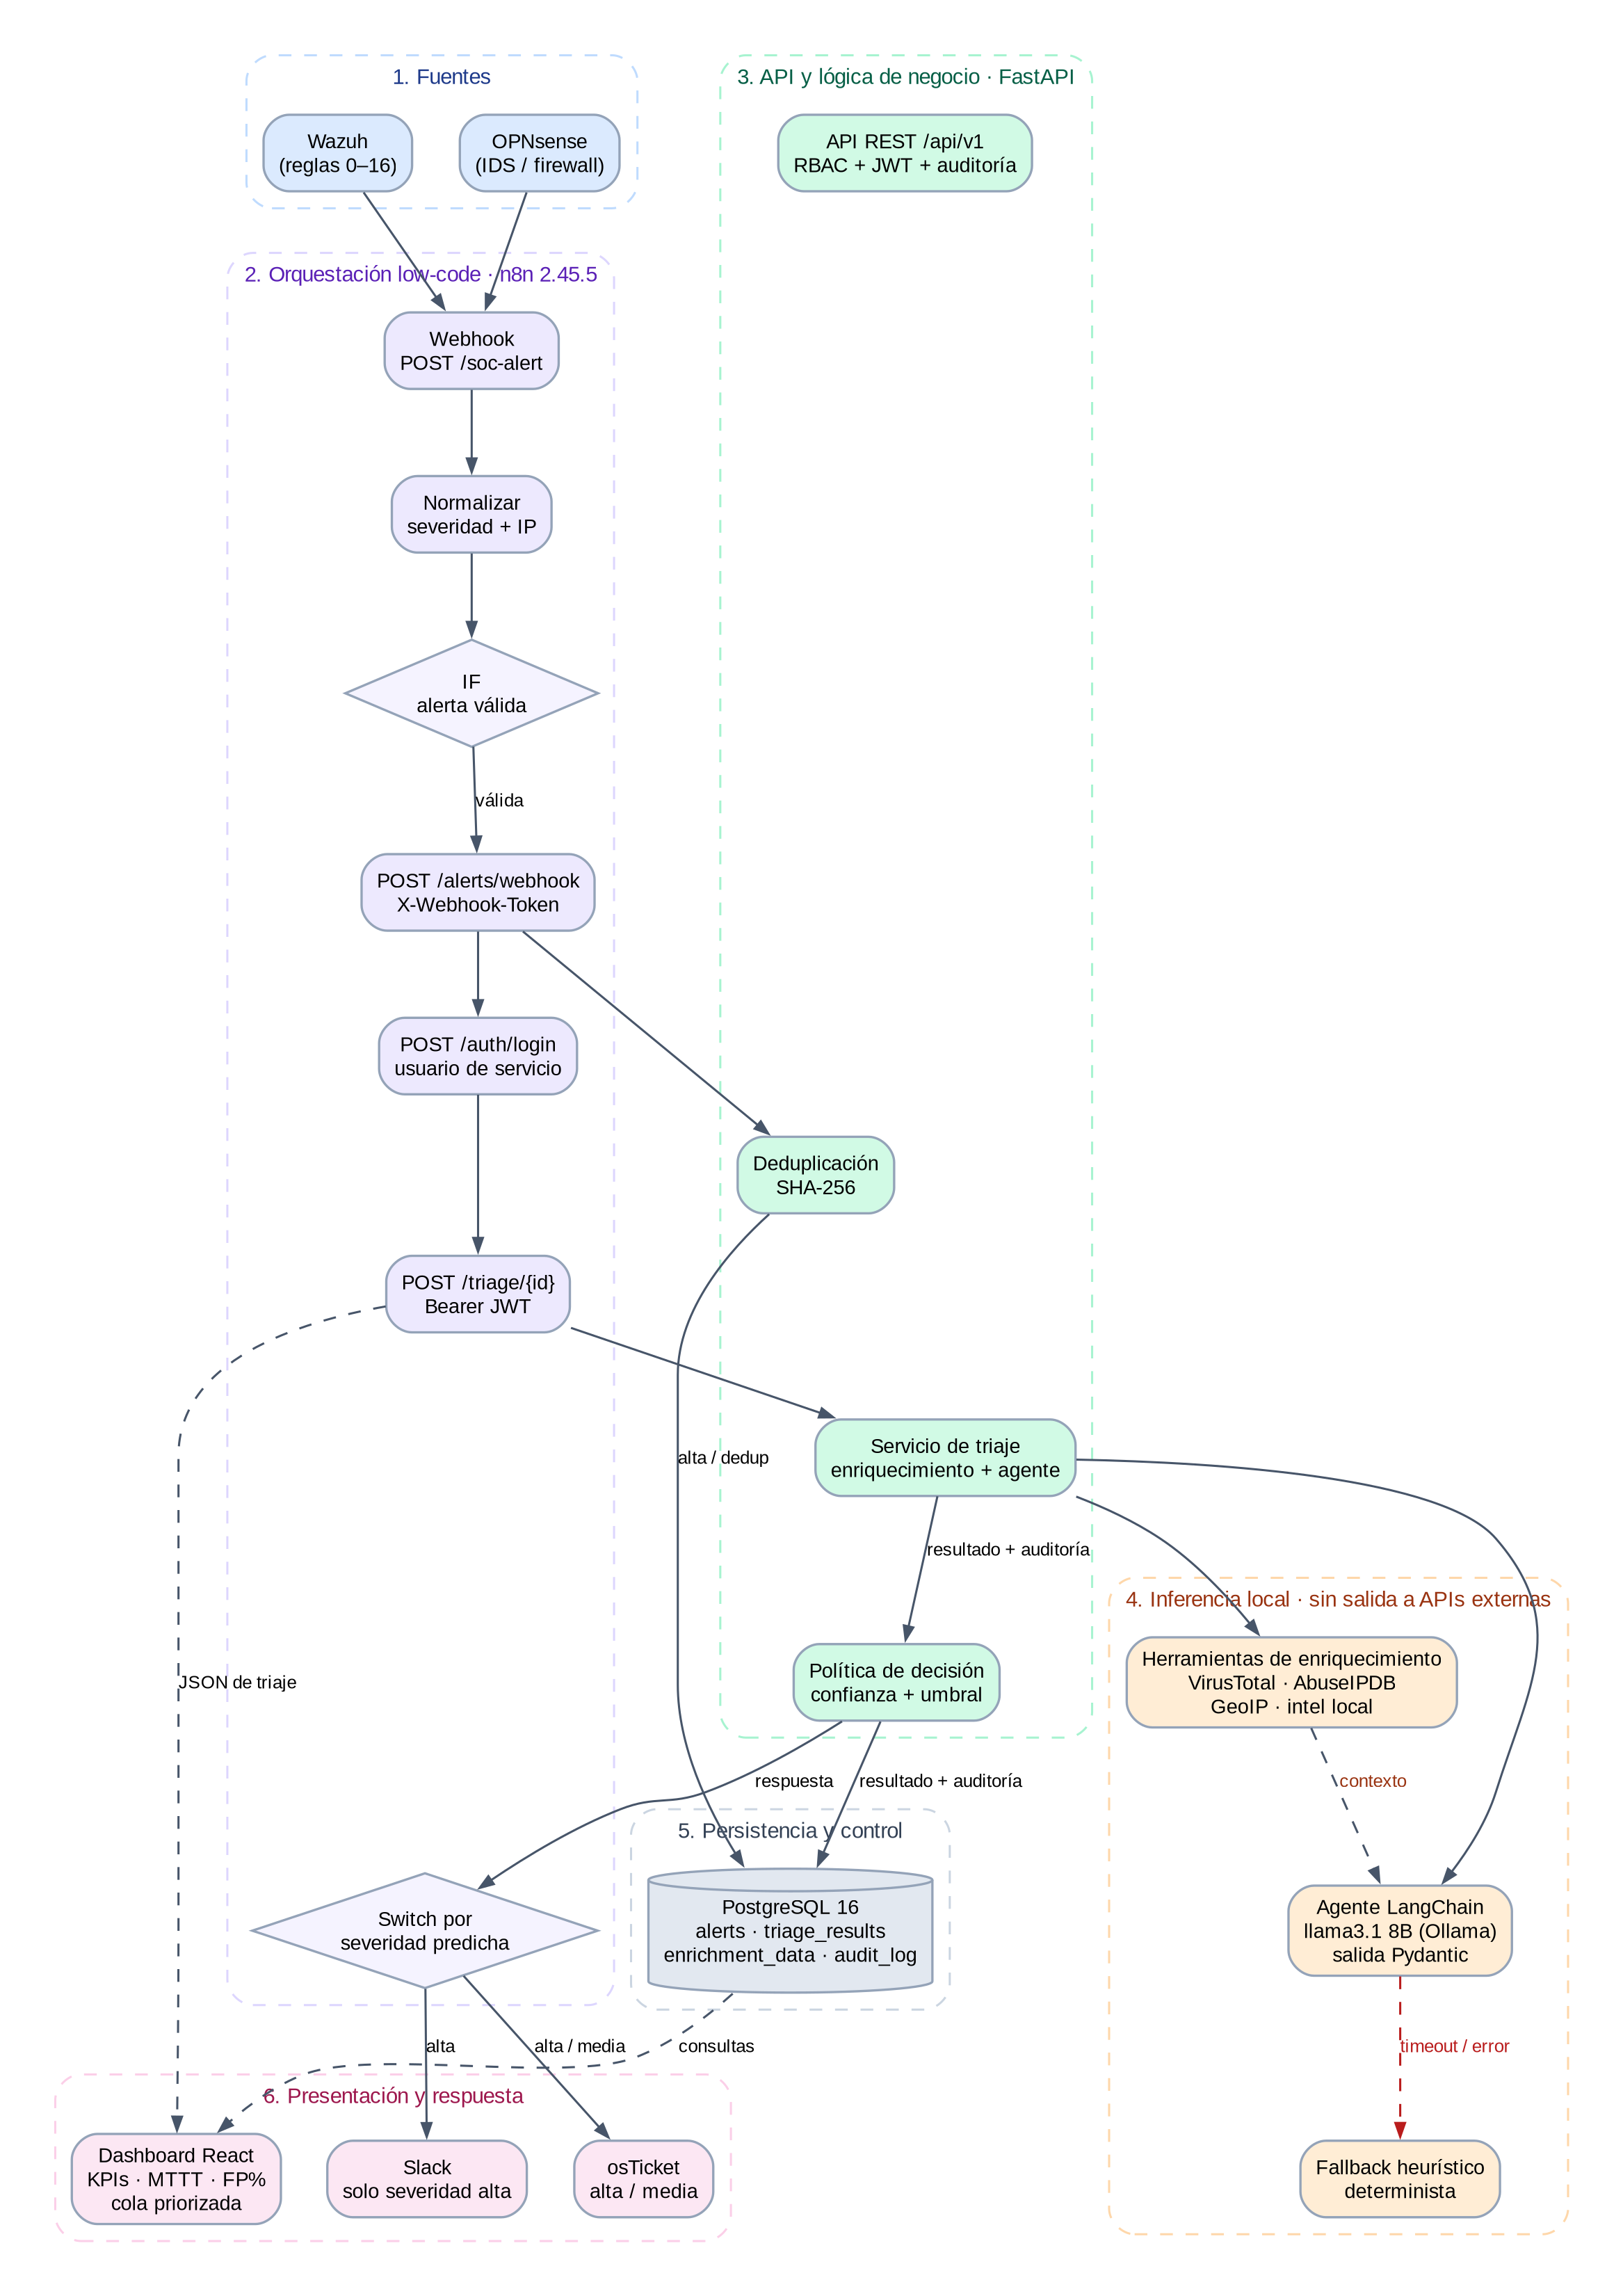 1. Fuentes
Wazuh
(reglas 0–16)
OPNsense
(IDS / firewall)
2. Orquestación low-code · n8n 2.45.5
Webhook
POST /soc-alert
Normalizar
severidad + IP
IF
alerta válida
válida
POST /alerts/webhook
X-Webhook-Token
POST /auth/login
usuario de servicio
POST /triage/{id}
Bearer JWT
JSON de triaje
Switch por
severidad predicha
3. API y lógica de negocio · FastAPI
API REST /api/v1
RBAC + JWT + auditoría
Deduplicación
SHA-256
alta / dedup
Servicio de triaje
enriquecimiento + agente
resultado + auditoría
Política de decisión
confianza + umbral
respuesta
resultado + auditoría
4. Inferencia local · sin salida a APIs externas
Herramientas de enriquecimiento
VirusTotal · AbuseIPDB
GeoIP · intel local
contexto
Agente LangChain
llama3.1 8B (Ollama)
salida Pydantic
timeout / error
Fallback heurístico
determinista
5. Persistencia y control
PostgreSQL 16
alerts · triage_results
enrichment_data · audit_log
alta
alta / media
consultas
6. Presentación y respuesta
Dashboard React
KPIs · MTTT · FP%
cola priorizada
Slack
solo severidad alta
osTicket
alta / media